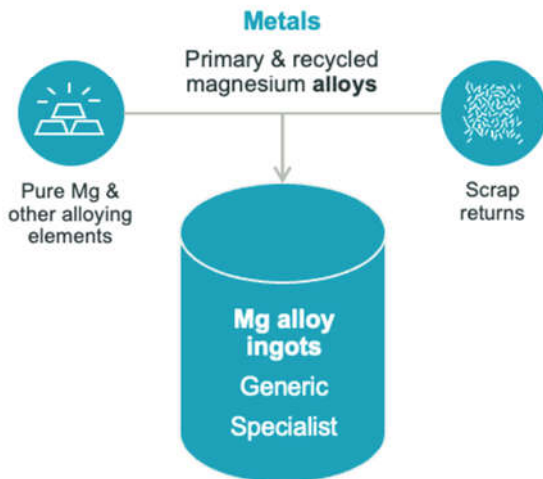 Metals
Primary & recycled
magnesium alloys
Pure Mg &
other alloying
elements
Scrap
returns
Mg alloy
ingots
Generic
Specialist